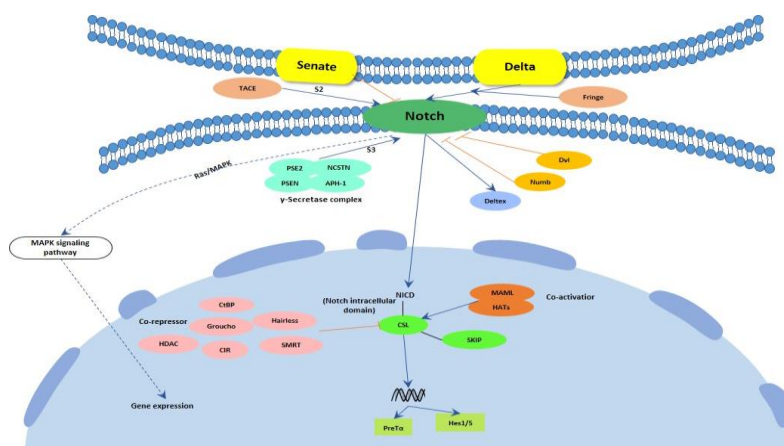 Senate
Delta
TACE
S2
Fringe
Notch
Ras/MAPK
S3
PSE2
NCSTN
PSEN
APH-1
γ-Secretase complex
Dvi
Numb
Deltex
MAPK signaling
pathway
NICD
(Notch intracellular
domain)
MAML
HATs
Co-activatior
CtBP
Co-repressor
Groucho
Hairless
HDAC
CIR
SMRT
CSL
SKIP
Gene expression
PreTα
Hes1/5